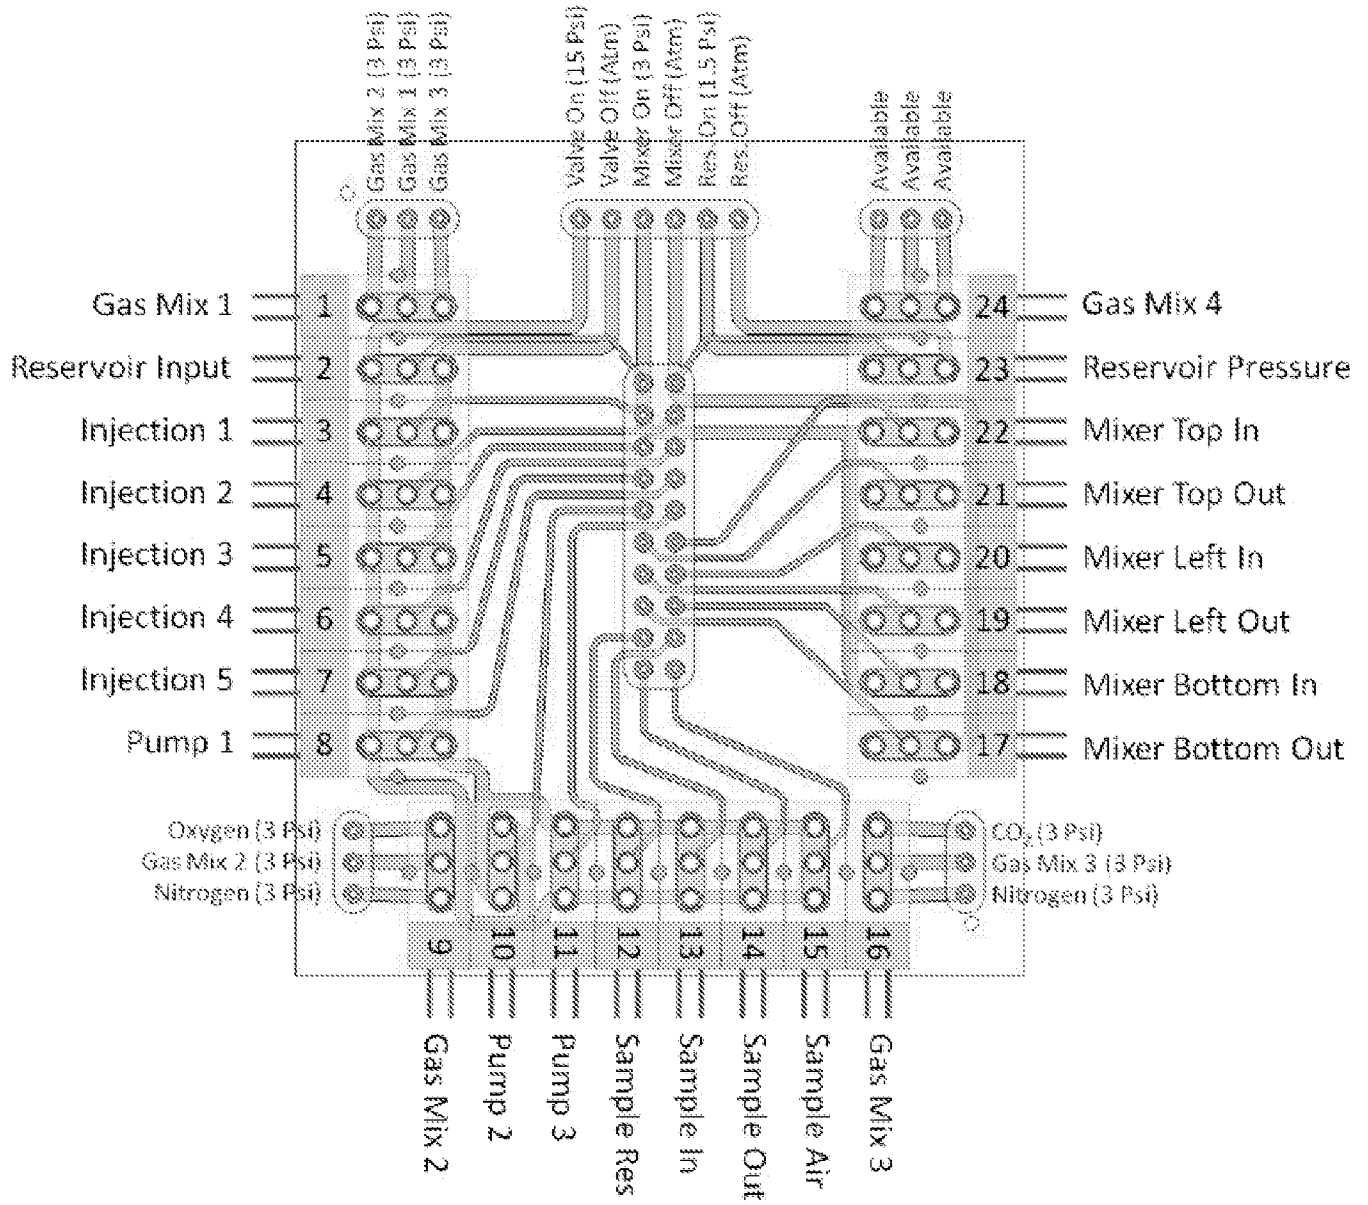 Gas Mix 2 (3 Psi)
Gas Mix 1 (3 Psi)
Gas Mix 3 (3 Psi)
Valve On (15 Psi)
Valve Off (Atm)
Mixer On (3 Psi)
Mixer Off (Atm)
Res. On (1.5 Psi)
Res. Off (Atm)
Available
Available
Available
Gas Mix 1 1
Reservoir Input 2
Injection 1 3
Injection 2 4
Injection 3 5
Injection 4 6
Injection 5 7
Pump 1 8
24 Gas Mix 4
23 Reservoir Pressure
22 Mixer Top In
21 Mixer Top Out
20 Mixer Left In
19 Mixer Left Out
18 Mixer Bottom In
17 Mixer Bottom Out
Oxygen (3 Psi)
Gas Mix 2 (3 Psi)
Nitrogen (3 Psi)
CO₂ (3 Psi)
Gas Mix 3 (3 Psi)
Nitrogen (3 Psi)
9 Gas Mix 2
10 Pump 2
11 Pump 3
12 Sample Res
13 Sample In
14 Sample Out
15 Sample Air
16 Gas Mix 3